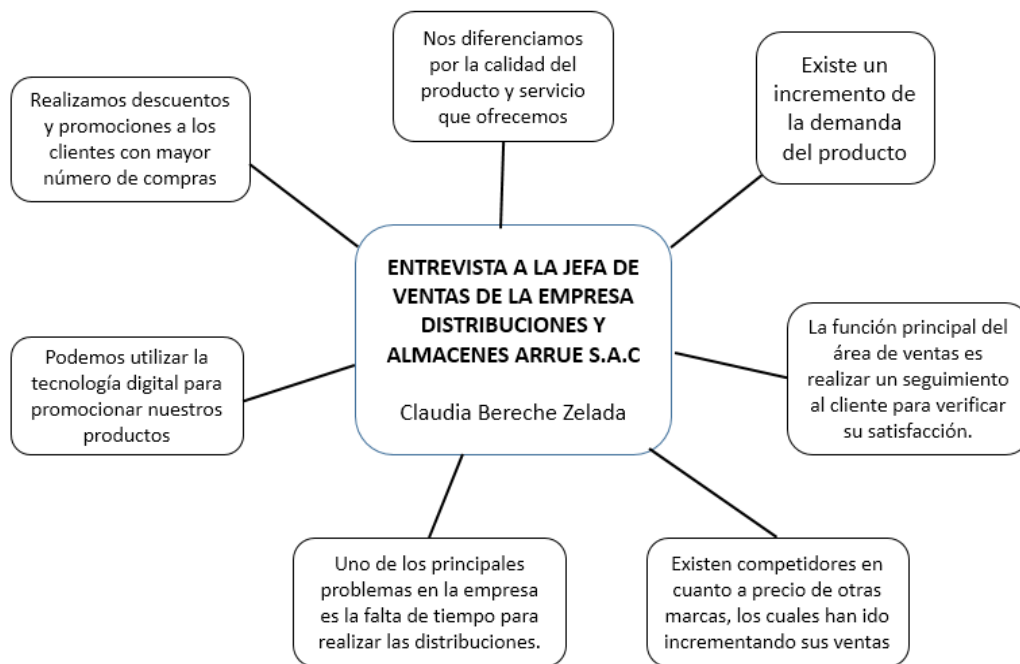 Nos diferenciamos
por la calidad del
producto y servicio
que ofrecemos
Existe un
incremento de
la demanda
del producto
Realizamos descuentos
y promociones a los
clientes con mayor
número de compras
ENTREVISTA A LA JEFA DE
VENTAS DE LA EMPRESA
DISTRIBUCIONES Y
ALMACENES ARRUE S.A.C
Claudia Bereche Zelada
La función principal del
área de ventas es
realizar un seguimiento
al cliente para verificar
su satisfacción.
Podemos utilizar la
tecnología digital para
promocionar nuestros
productos
Uno de los principales
problemas en la empresa
es la falta de tiempo para
realizar las distribuciones.
Existen competidores en
cuanto a precio de otras
marcas, los cuales han ido
incrementando sus ventas